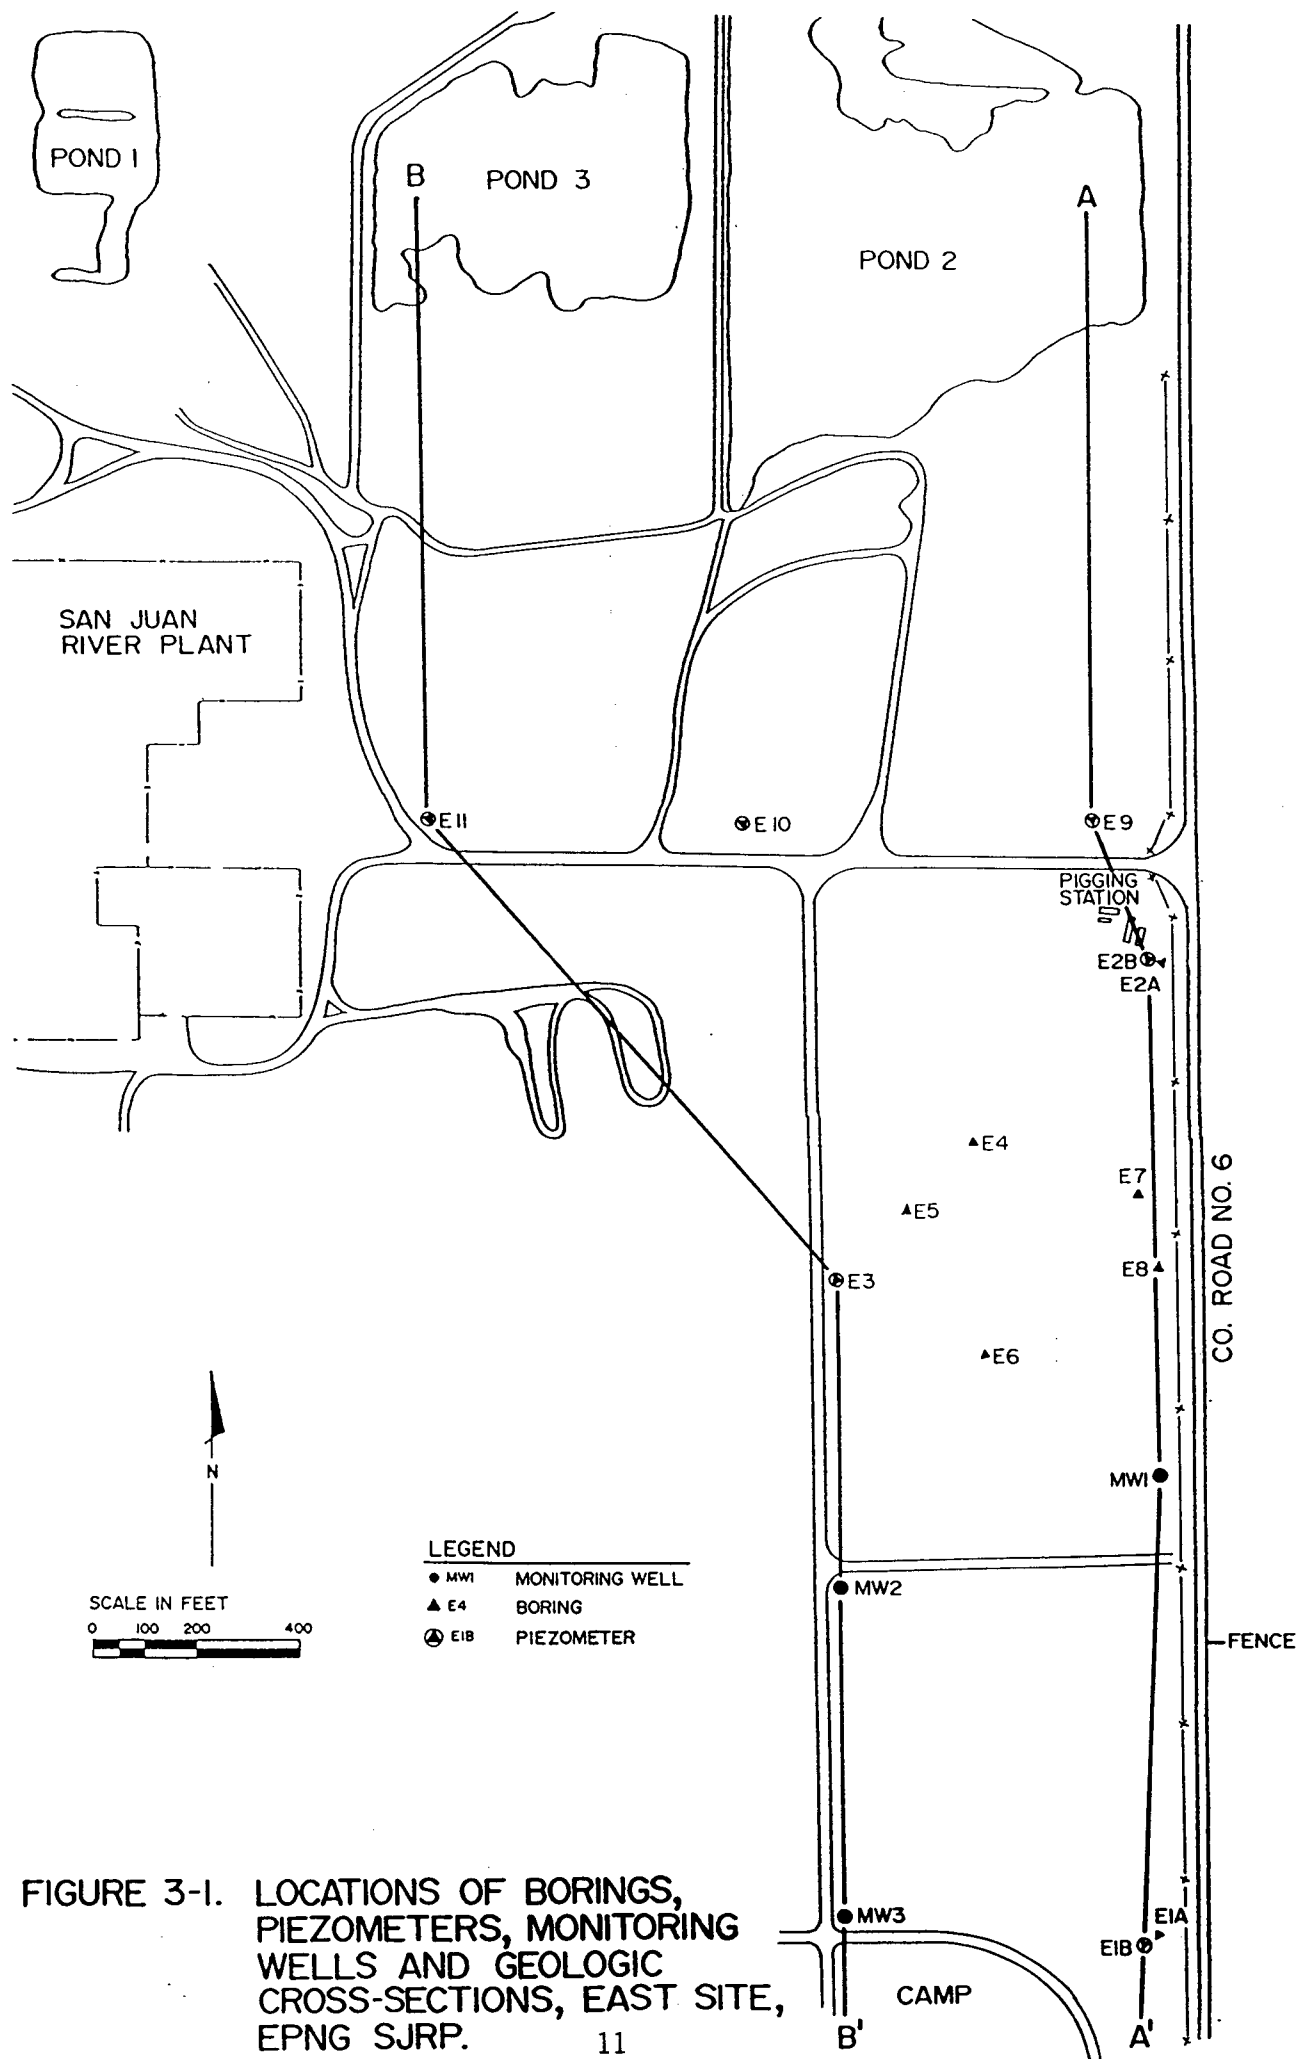 POND 1
B
POND 3
A
POND 2
SAN JUAN
RIVER PLANT
E11
E10
E9
PIGGING
STATION
E2B
E2A
E4
E7
E5
E8
E3
E6
CO. ROAD NO. 6
MW1
N
LEGEND
MW1 MONITORING WELL
E4 BORING
E1B PIEZOMETER
SCALE IN FEET
0 100 200 400
MW2
FENCE
MW3
E1A
E1B
CAMP
B'
A'
FIGURE 3-1. LOCATIONS OF BORINGS,
PIEZOMETERS, MONITORING
WELLS AND GEOLOGIC
CROSS-SECTIONS, EAST SITE,
EPNG SJRP.
11